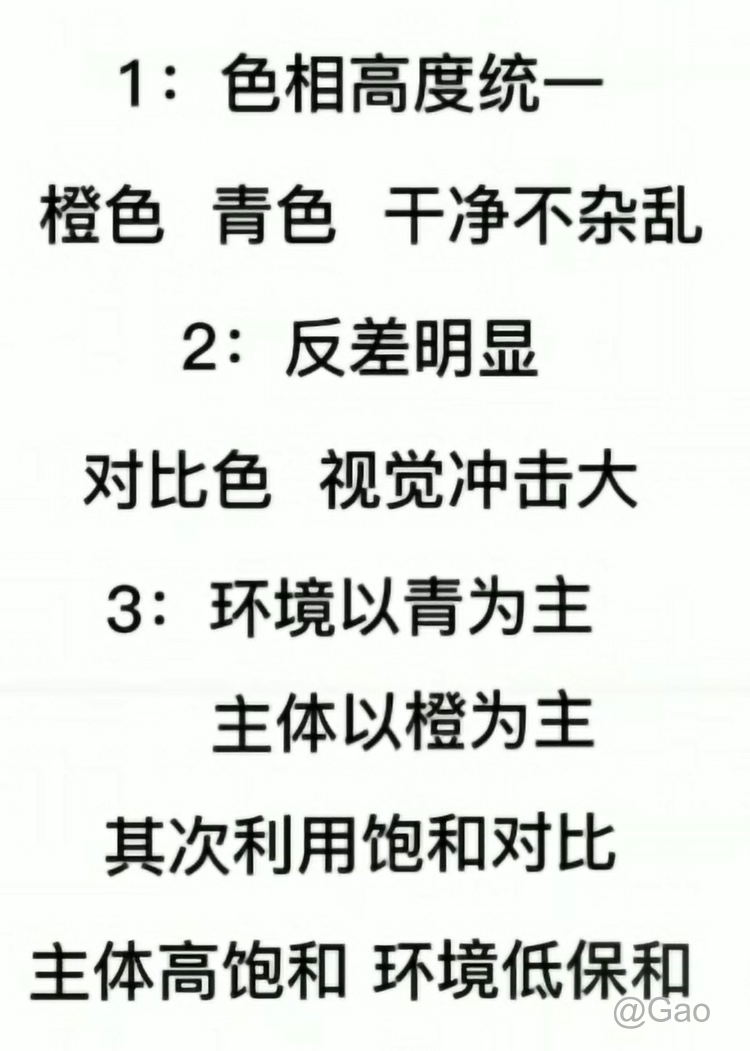 1：色相高度统一
橙色 青色 干净不杂乱
2：反差明显
对比色 视觉冲击大
3：环境以青为主
主体以橙为主
其次利用饱和对比
主体高饱和 环境低保和
@Gao